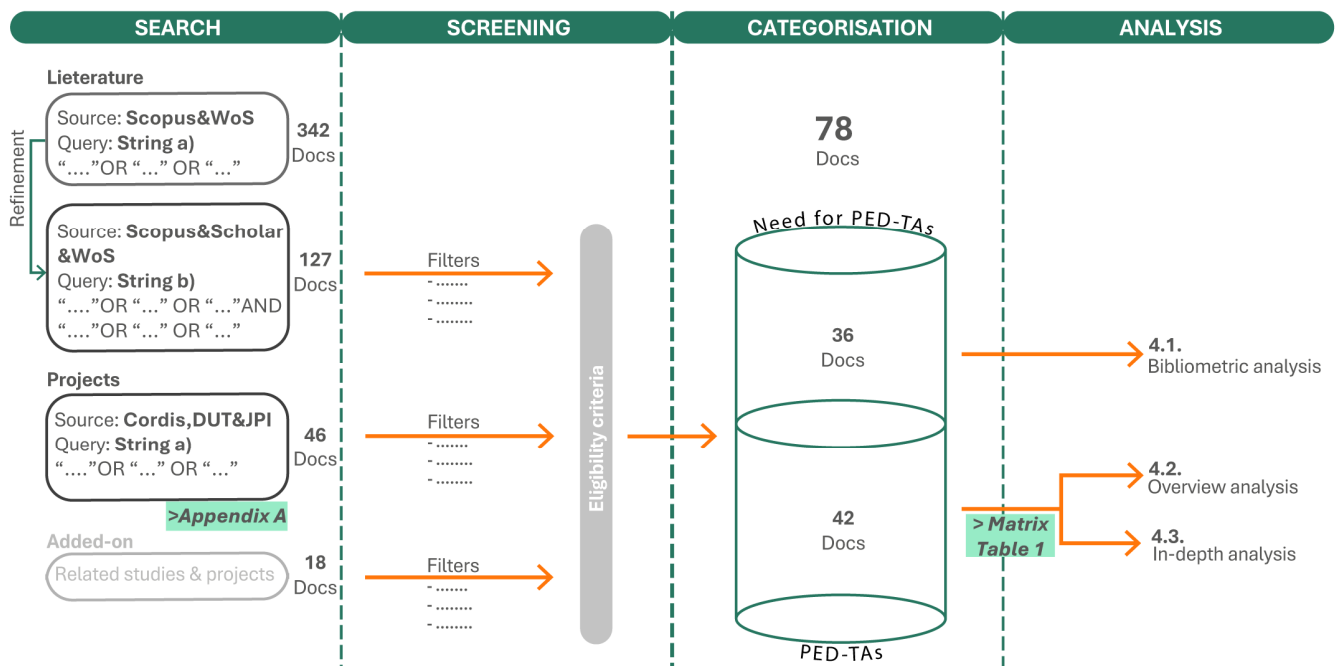 SEARCH
SCREENING
CATEGORISATION
ANALYSIS
Lieterature
Refinement
Source: Scopus&WoS
Query: String a)
“....”OR “...” OR “...”
342
Docs
Source: Scopus&Scholar
&WoS
Query: String b)
“....”OR “...” OR “...”AND
“....”OR “...” OR “...”
127
Docs
Filters
- .......
- ........
- ........
Projects
Source: Cordis,DUT&JPI
Query: String a)
“....”OR “...” OR “...”
46
Docs
>Appendix A
Filters
- .......
- ........
- ........
Added-on
Related studies & projects
18
Docs
Filters
- .......
- ........
- ........
Eligibility criteria
78
Docs
Need for PED-TAs
36
Docs
42
Docs
PED-TAs
> Matrix
Table 1
4.1.
Bibliometric analysis
4.2.
Overview analysis
4.3.
In-depth analysis